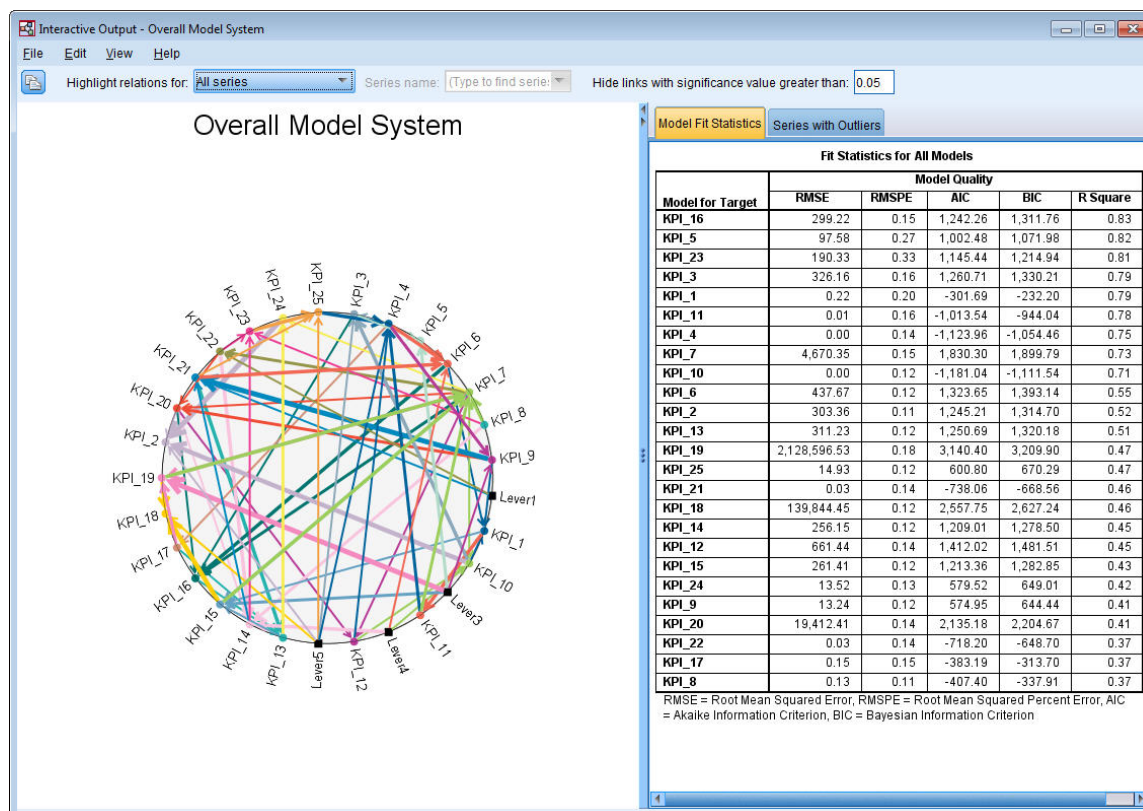 Interactive Output - Overall Model System
File Edit View Help
Highlight relations for: All series Series name: (Type to find serie: Hide links with significance value greater than: 0.05
Overall Model System
KPI_25
KPI_3
KPI_4
KPI_5
KPI_6
KPI_7
KPI_8
KPI_9
Lever1
KPI_1
KPI_10
Lever3
KPI_11
Lever4
KPI_12
Lever5
KPI_13
KPI_14
KPI_15
KPI_16
KPI_17
KPI_18
KPI_19
KPI_2
KPI_20
KPI_21
KPI_22
KPI_23
KPI_24
Model Fit Statistics Series with Outliers
Fit Statistics for All Models
Model Quality
Model for Target RMSE RMSPE AIC BIC R Square
KPI_16 299.22 0.15 1,242.26 1,311.76 0.83
KPI_5 97.58 0.27 1,002.48 1,071.98 0.82
KPI_23 190.33 0.33 1,145.44 1,214.94 0.81
KPI_3 326.16 0.16 1,260.71 1,330.21 0.79
KPI_1 0.22 0.20 -301.69 -232.20 0.79
KPI_11 0.01 0.16 -1,013.54 -944.04 0.78
KPI_4 0.00 0.14 -1,123.96 -1,054.46 0.75
KPI_7 4,670.35 0.15 1,830.30 1,899.79 0.73
KPI_10 0.00 0.12 -1,181.04 -1,111.54 0.71
KPI_6 437.67 0.12 1,323.65 1,393.14 0.55
KPI_2 303.36 0.11 1,245.21 1,314.70 0.52
KPI_13 311.23 0.12 1,250.69 1,320.18 0.51
KPI_19 2,128,596.53 0.18 3,140.40 3,209.90 0.47
KPI_25 14.93 0.12 600.80 670.29 0.47
KPI_21 0.03 0.14 -738.06 -668.56 0.46
KPI_18 139,844.45 0.12 2,557.75 2,627.24 0.46
KPI_14 256.15 0.12 1,209.01 1,278.50 0.45
KPI_12 661.44 0.14 1,412.02 1,481.51 0.45
KPI_15 261.41 0.12 1,213.36 1,282.85 0.43
KPI_24 13.52 0.13 579.52 649.01 0.42
KPI_9 13.24 0.12 574.95 644.44 0.41
KPI_20 19,412.41 0.14 2,135.18 2,204.67 0.41
KPI_22 0.03 0.14 -718.20 -648.70 0.37
KPI_17 0.15 0.15 -383.19 -313.70 0.37
KPI_8 0.13 0.11 -407.40 -337.91 0.37
RMSE = Root Mean Squared Error, RMSPE = Root Mean Squared Percent Error, AIC
= Akaike Information Criterion, BIC = Bayesian Information Criterion